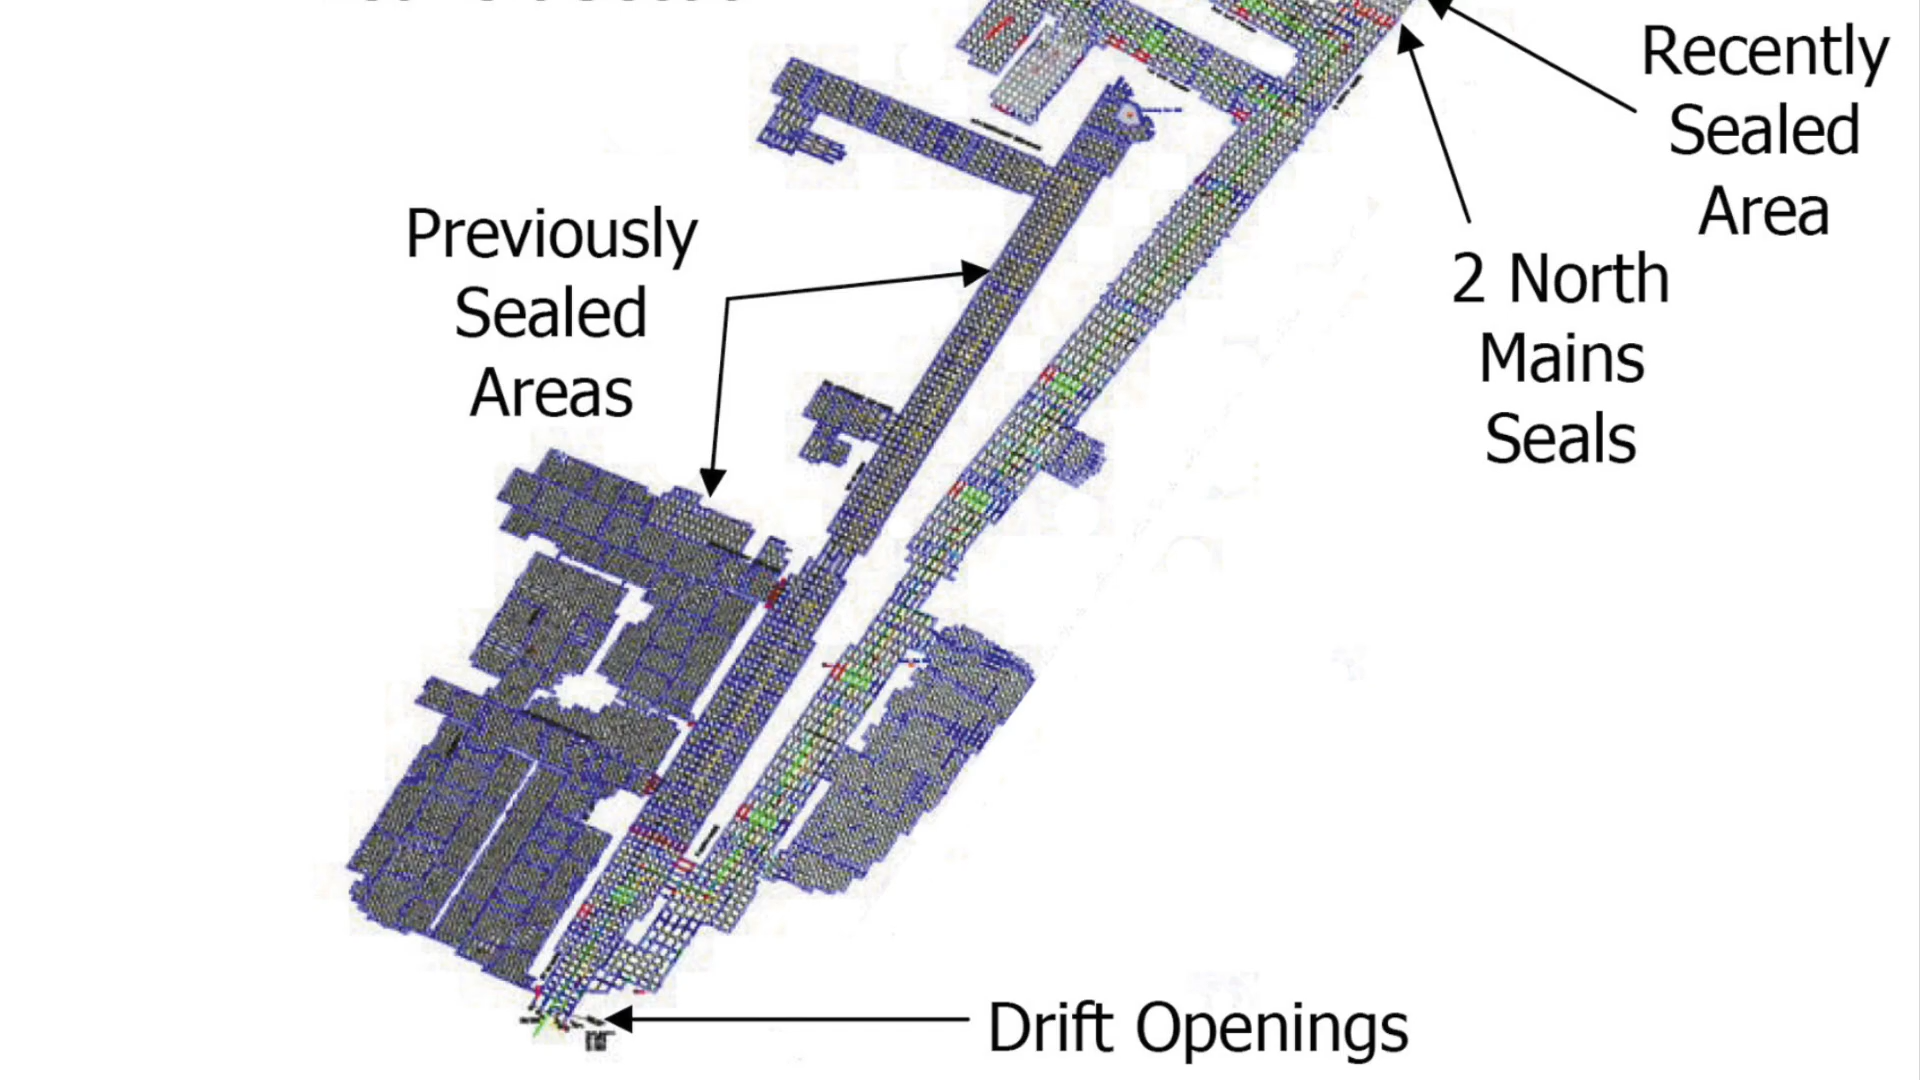 Recently
Sealed
Area
Previously
Sealed
Areas
2 North
Mains
Seals
Drift Openings